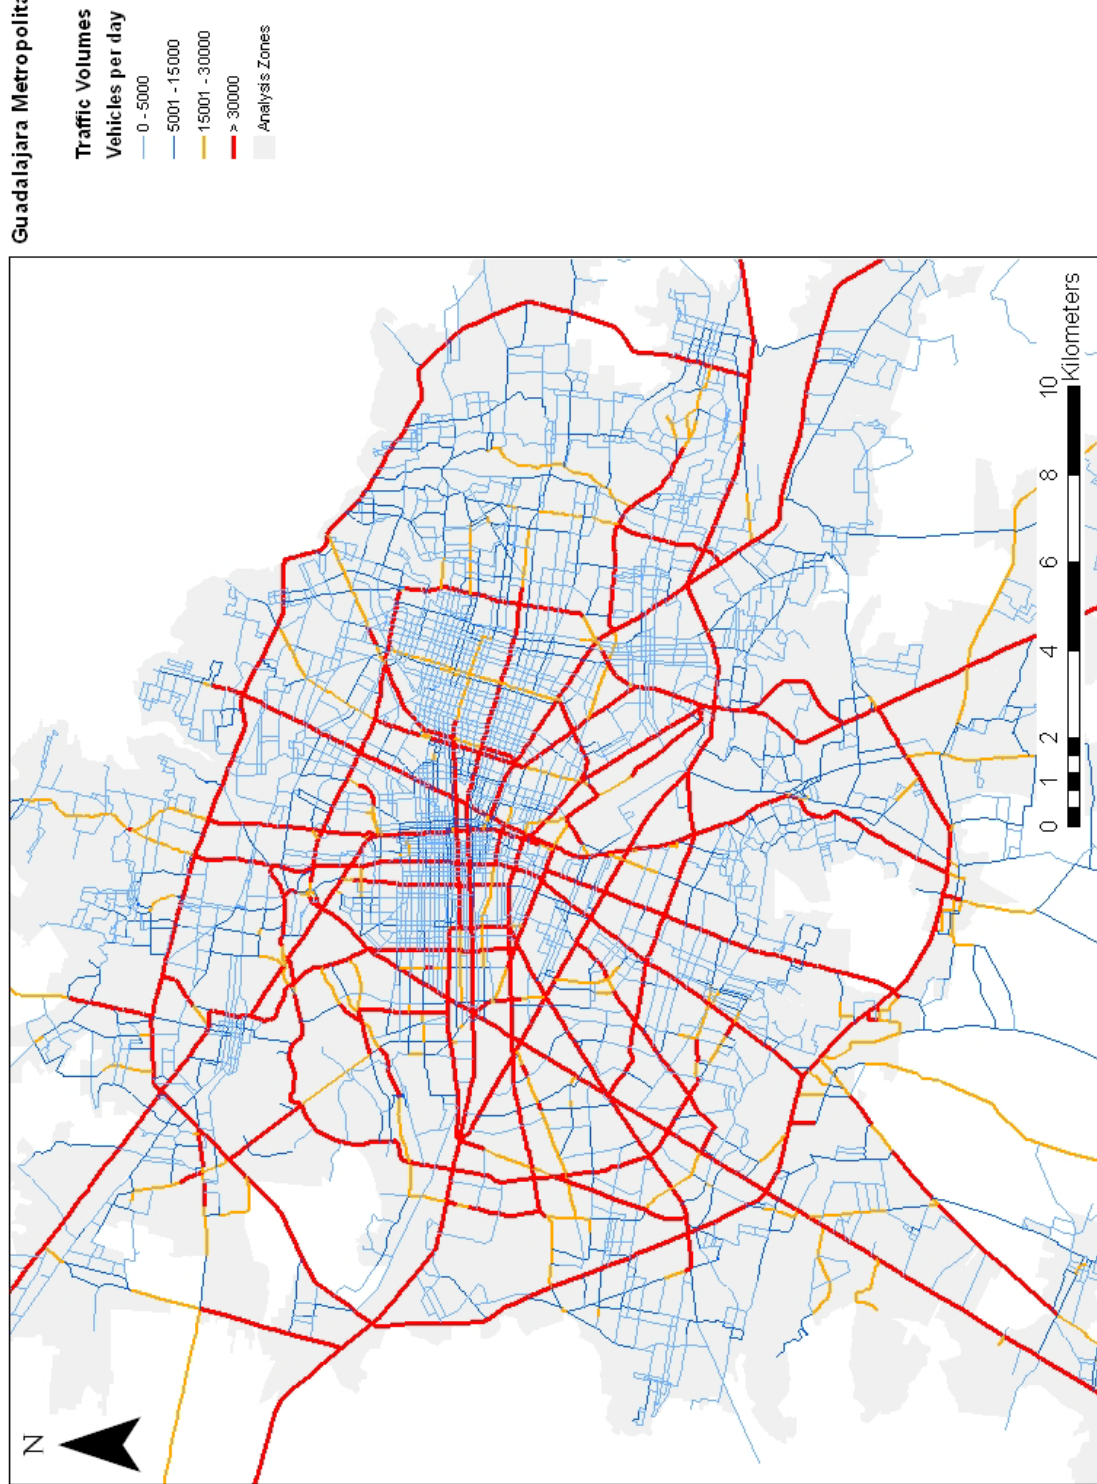 Guadalajara Metropolita
Traffic Volumes
Vehicles per day
0 - 5000
5001 - 15000
15001 - 30000
> 30000
Analysis Zones
N
0 1 2 4 6 8 10
Kilometers